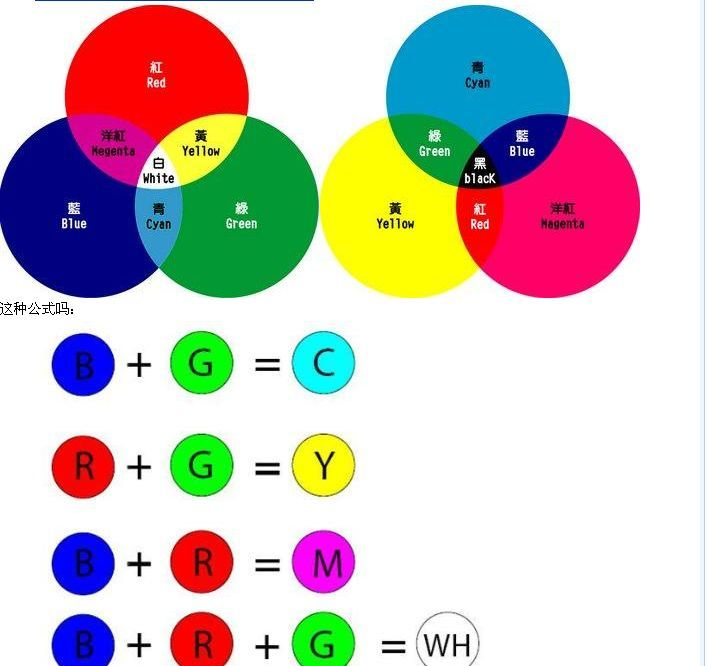 紅
Red
洋紅
Megenta
黃
Yellow
白
White
藍
Blue
青
Cyan
綠
Green
青
Cyan
綠
Green
藍
Blue
黑
blacK
黃
Yellow
紅
Red
洋紅
Magenta
这种公式吗：
B + G = C
R + G = Y
B + R = M
B + R + G = WH